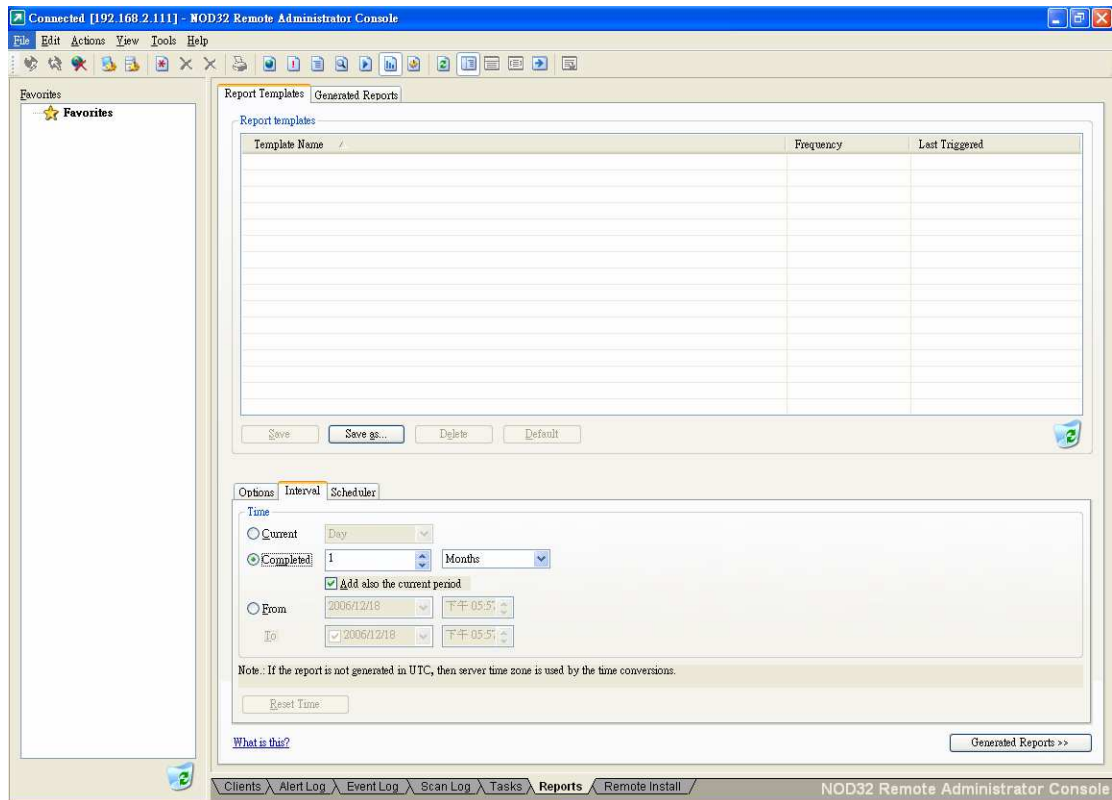 Connected [192.168.2.111] - NOD32 Remote Administrator Console
File Edit Actions View Tools Help
Favorites
Favorites
Report Templates Generated Reports
Report templates
Template Name Frequency Last Triggered
Save Save as... Delete Default
Options Interval Scheduler
Time
Current Day
Completed 1 Months
Add also the current period
From 2006/12/18 下午 05:57
To 2006/12/18 下午 05:57
Note.: If the report is not generated in UTC, then server time zone is used by the time conversions.
Reset Time
What is this? Generated Reports >>
Clients Alert Log Event Log Scan Log Tasks Reports Remote Install NOD32 Remote Administrator Console